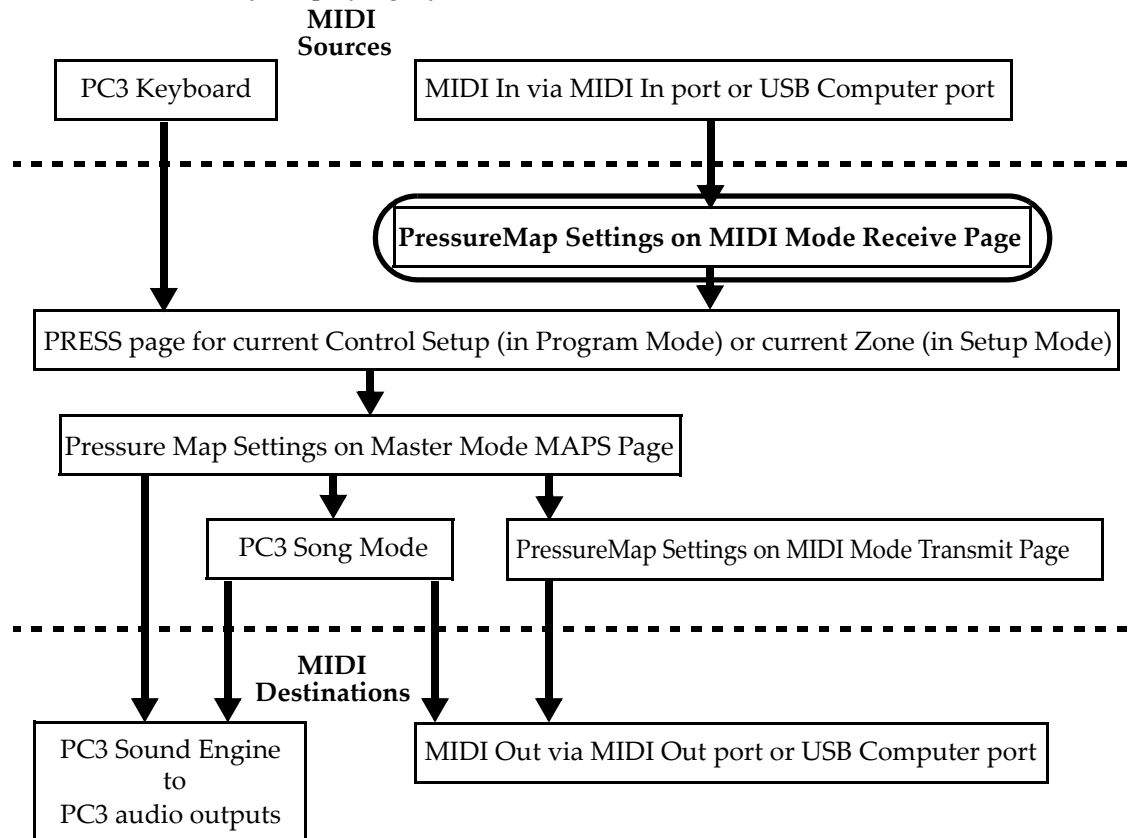 MIDI
Sources
PC3 Keyboard
MIDI In via MIDI In port or USB Computer port
PressureMap Settings on MIDI Mode Receive Page
PRESS page for current Control Setup (in Program Mode) or current Zone (in Setup Mode)
Pressure Map Settings on Master Mode MAPS Page
PC3 Song Mode
PressureMap Settings on MIDI Mode Transmit Page
MIDI
Destinations
PC3 Sound Engine
to
PC3 audio outputs
MIDI Out via MIDI Out port or USB Computer port